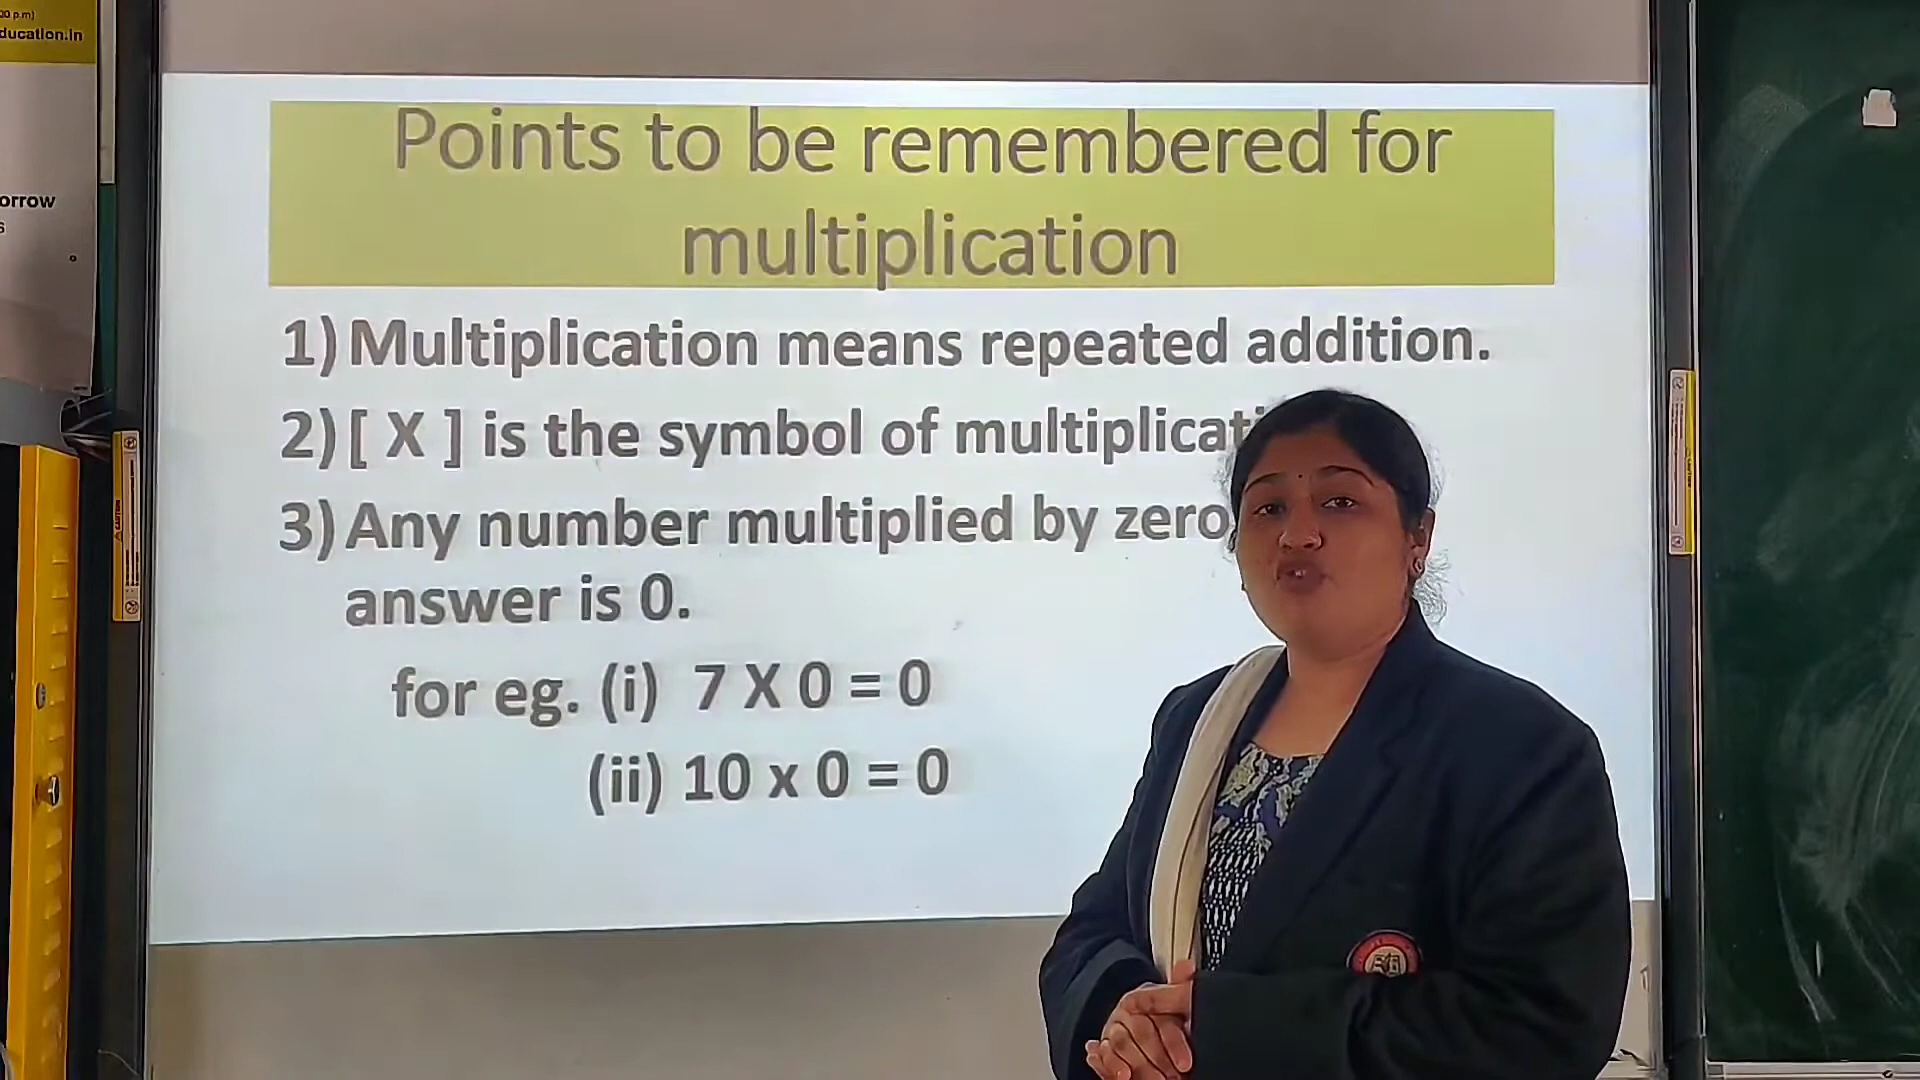 00 p.m)
ducation.in
orrow
s
Points to be remembered for
multiplication
1) Multiplication means repeated addition.
2) [ X ] is the symbol of multiplicati
3) Any number multiplied by zero
answer is 0.
for eg. (i) 7 X 0 = 0
(ii) 10 x 0 = 0